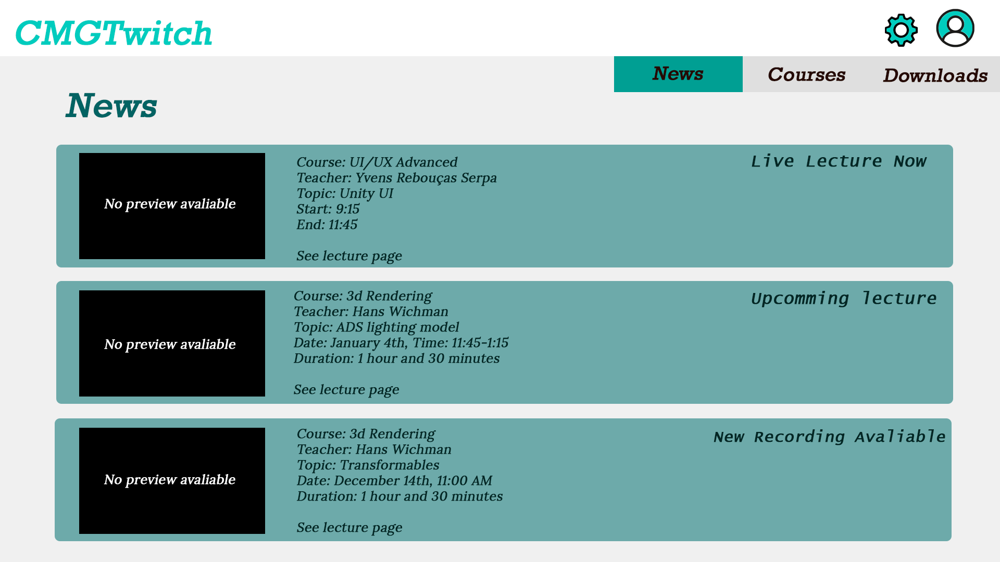 CMGTwitch
News
Courses
Downloads
News
No preview avaliable
Course: UI/UX Advanced
Teacher: Yvens Rebouças Serpa
Topic: Unity UI
Start: 9:15
End: 11:45
See lecture page
Live Lecture Now
No preview avaliable
Course: 3d Rendering
Teacher: Hans Wichman
Topic: ADS lighting model
Date: January 4th, Time: 11:45-1:15
Duration: 1 hour and 30 minutes
See lecture page
Upcomming lecture
No preview avaliable
Course: 3d Rendering
Teacher: Hans Wichman
Topic: Transformables
Date: December 14th, 11:00 AM
Duration: 1 hour and 30 minutes
See lecture page
New Recording Avaliable